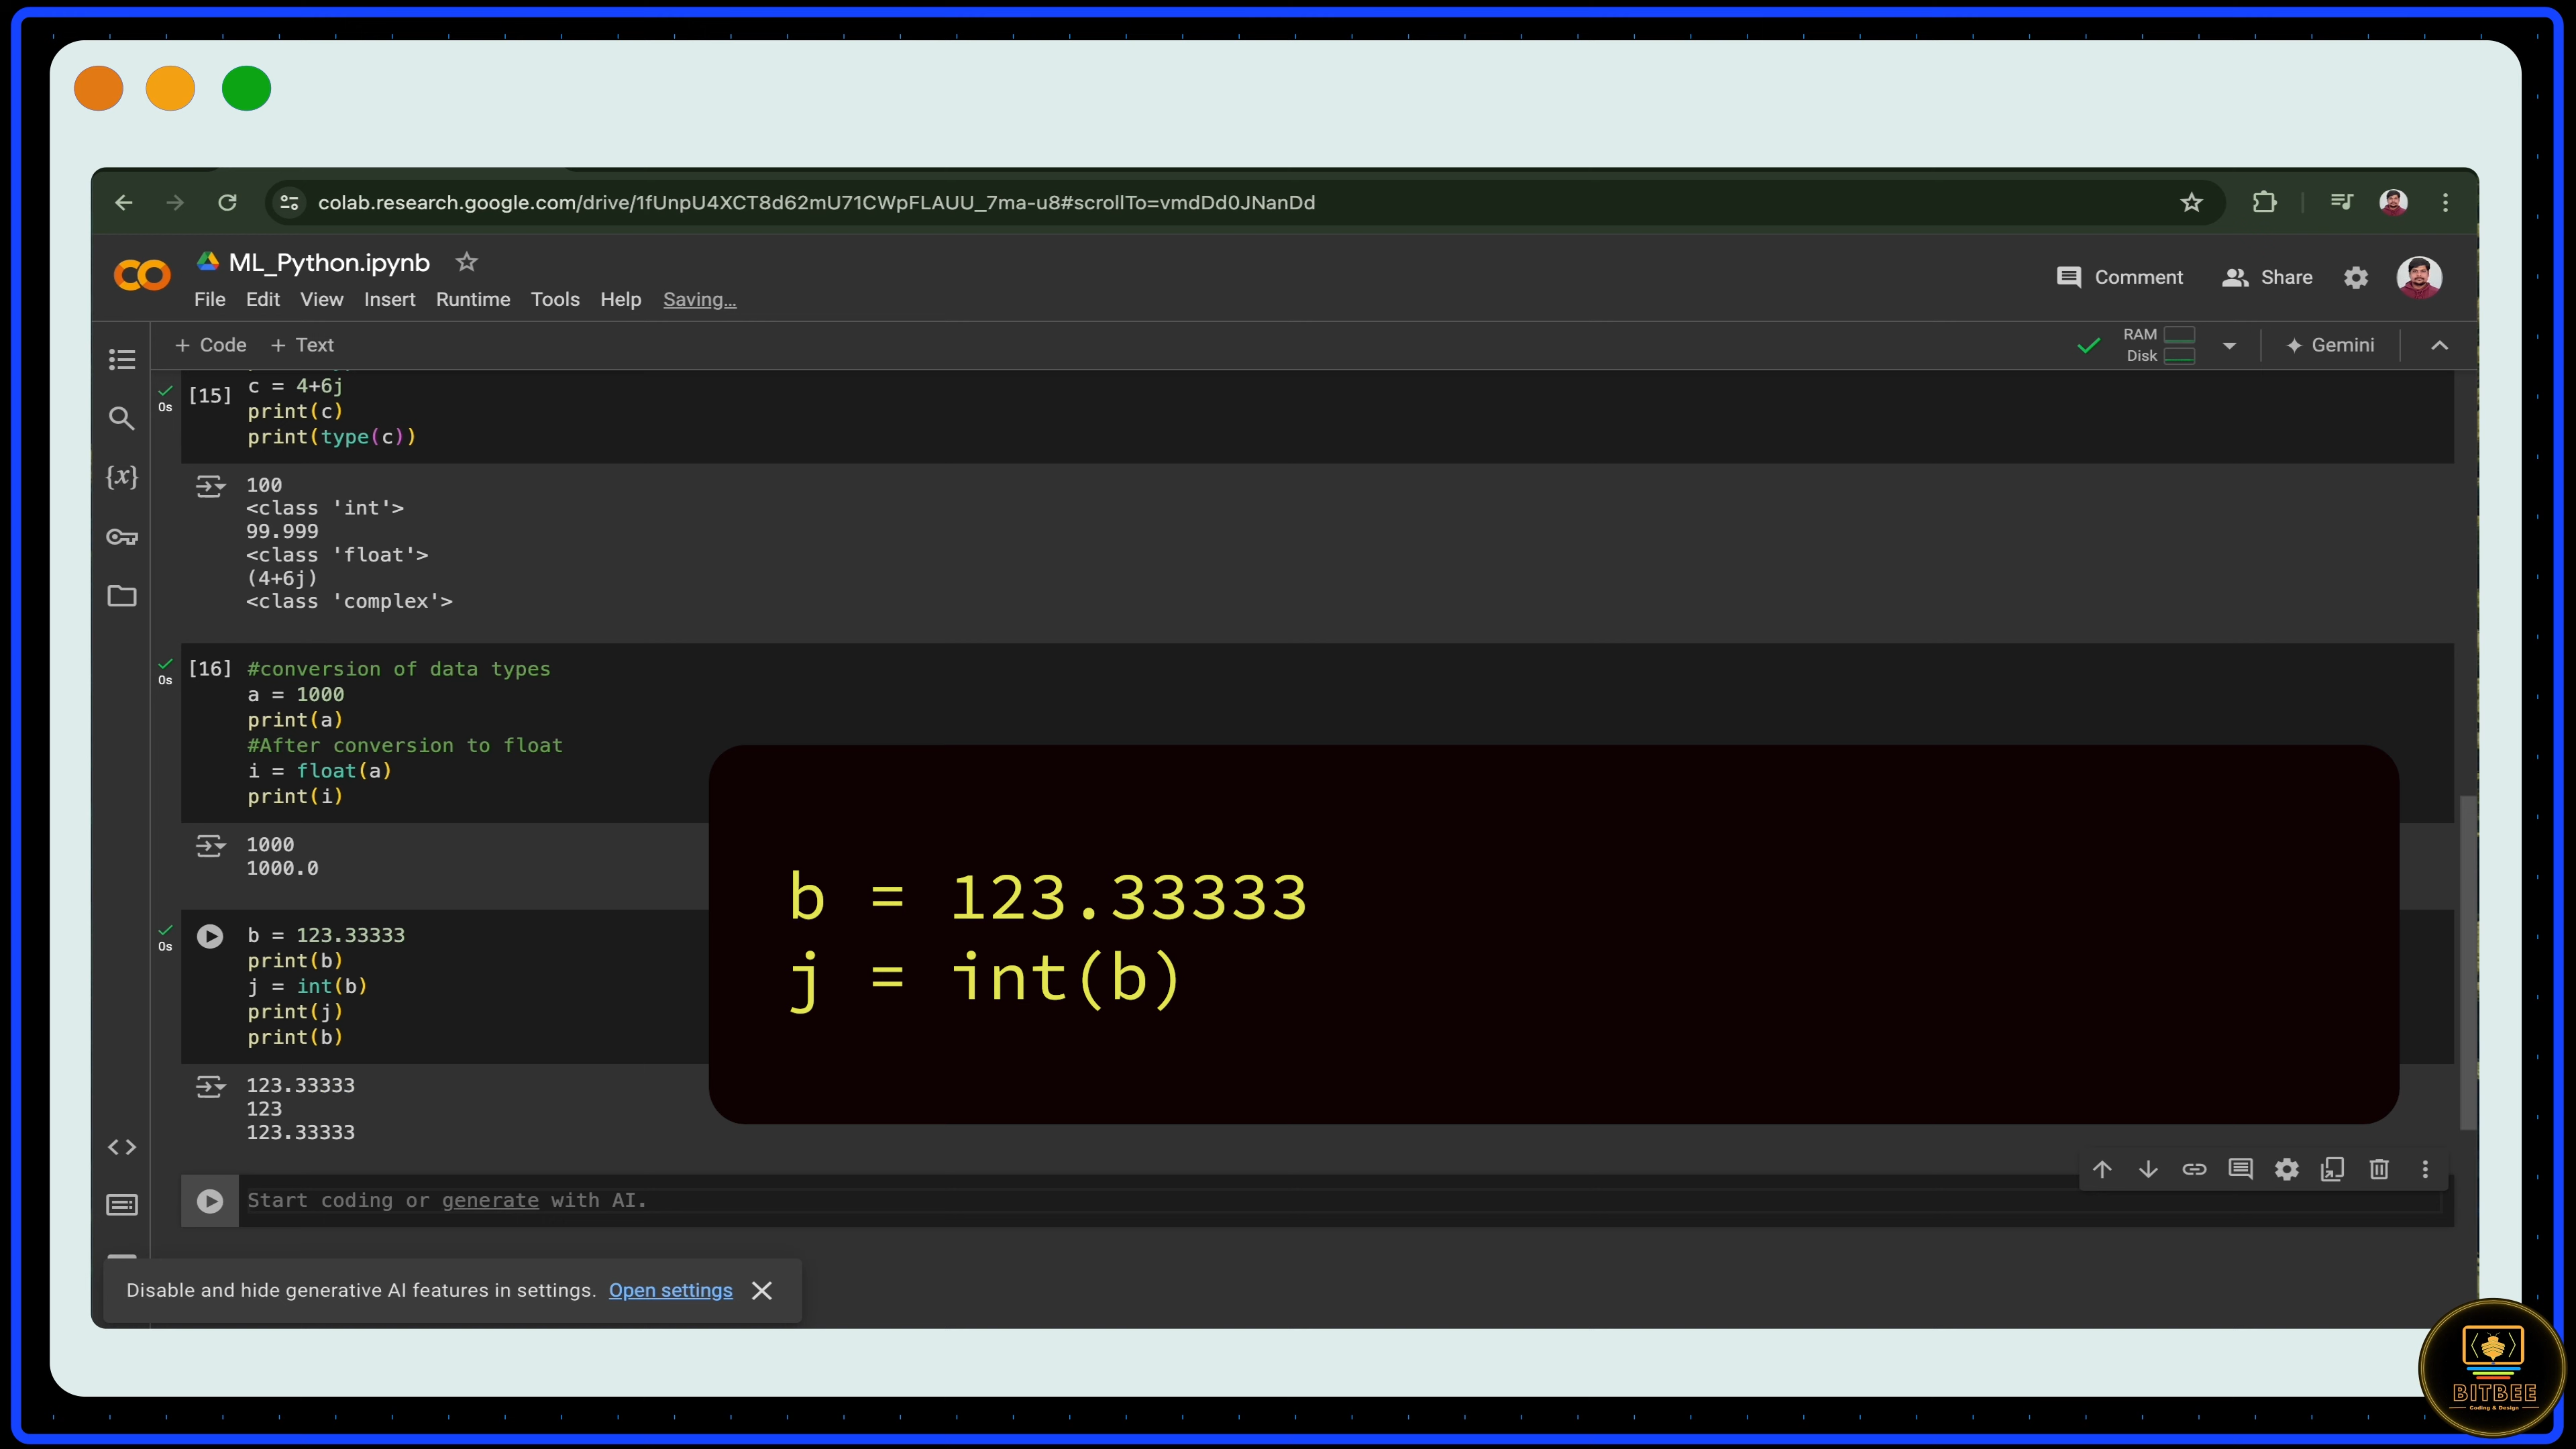 colab.research.google.com/drive/1fUnpU4XCT8d62mU71CWpFLAUU_7ma-u8#scrollTo=vmdDd0JNanDd
ML_Python.ipynb
File Edit View Insert Runtime Tools Help Saving...
Comment Share
+ Code + Text
RAM
Disk
Gemini
0s
[15]
c = 4+6j
print(c)
print(type(c))
100
<class 'int'>
99.999
<class 'float'>
(4+6j)
<class 'complex'>
0s
[16] #conversion of data types
a = 1000
print(a)
#After conversion to float
i = float(a)
print(i)
1000
1000.0
0s
b = 123.33333
print(b)
j = int(b)
print(j)
print(b)
123.33333
123
123.33333
b = 123.33333
j = int(b)
Start coding or generate with AI.
Disable and hide generative AI features in settings. Open settings
BITBEE
Coding & Design